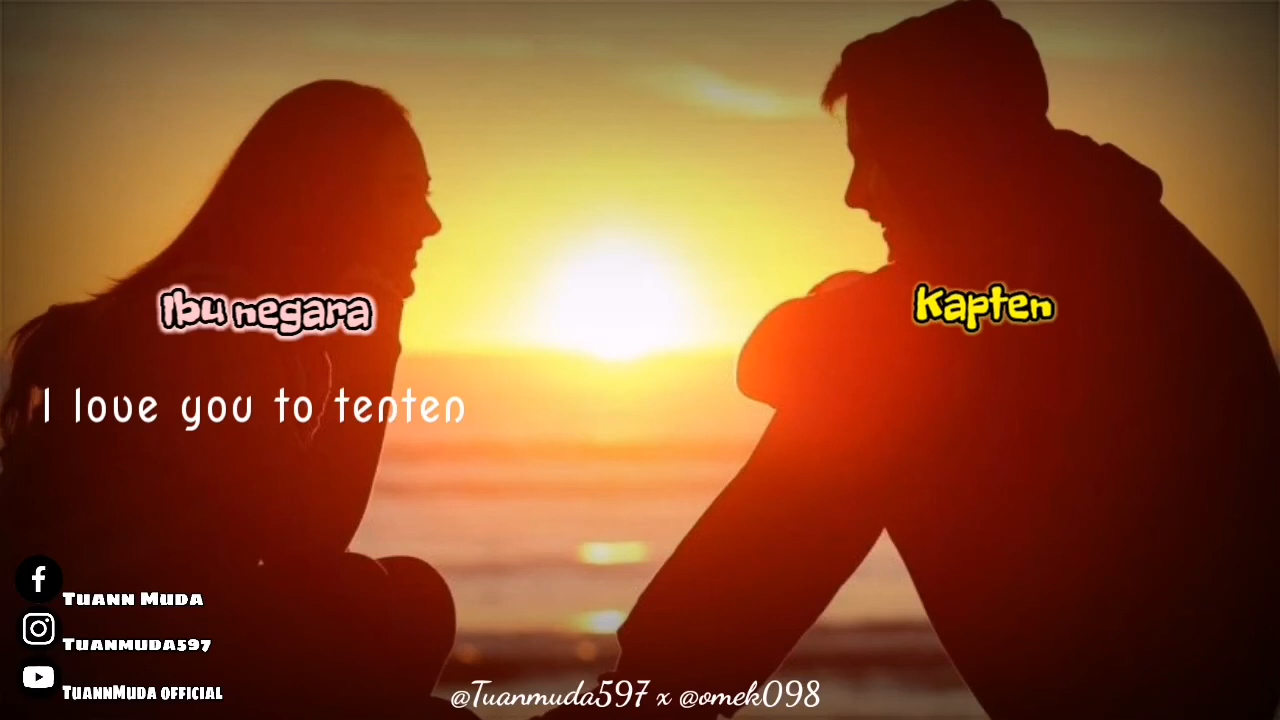 Ibu negara
Kapten
I love you to tenten
Tuann Muda
Tuanmuda597
TuannMuda official
@Tuanmuda597 x @omek098